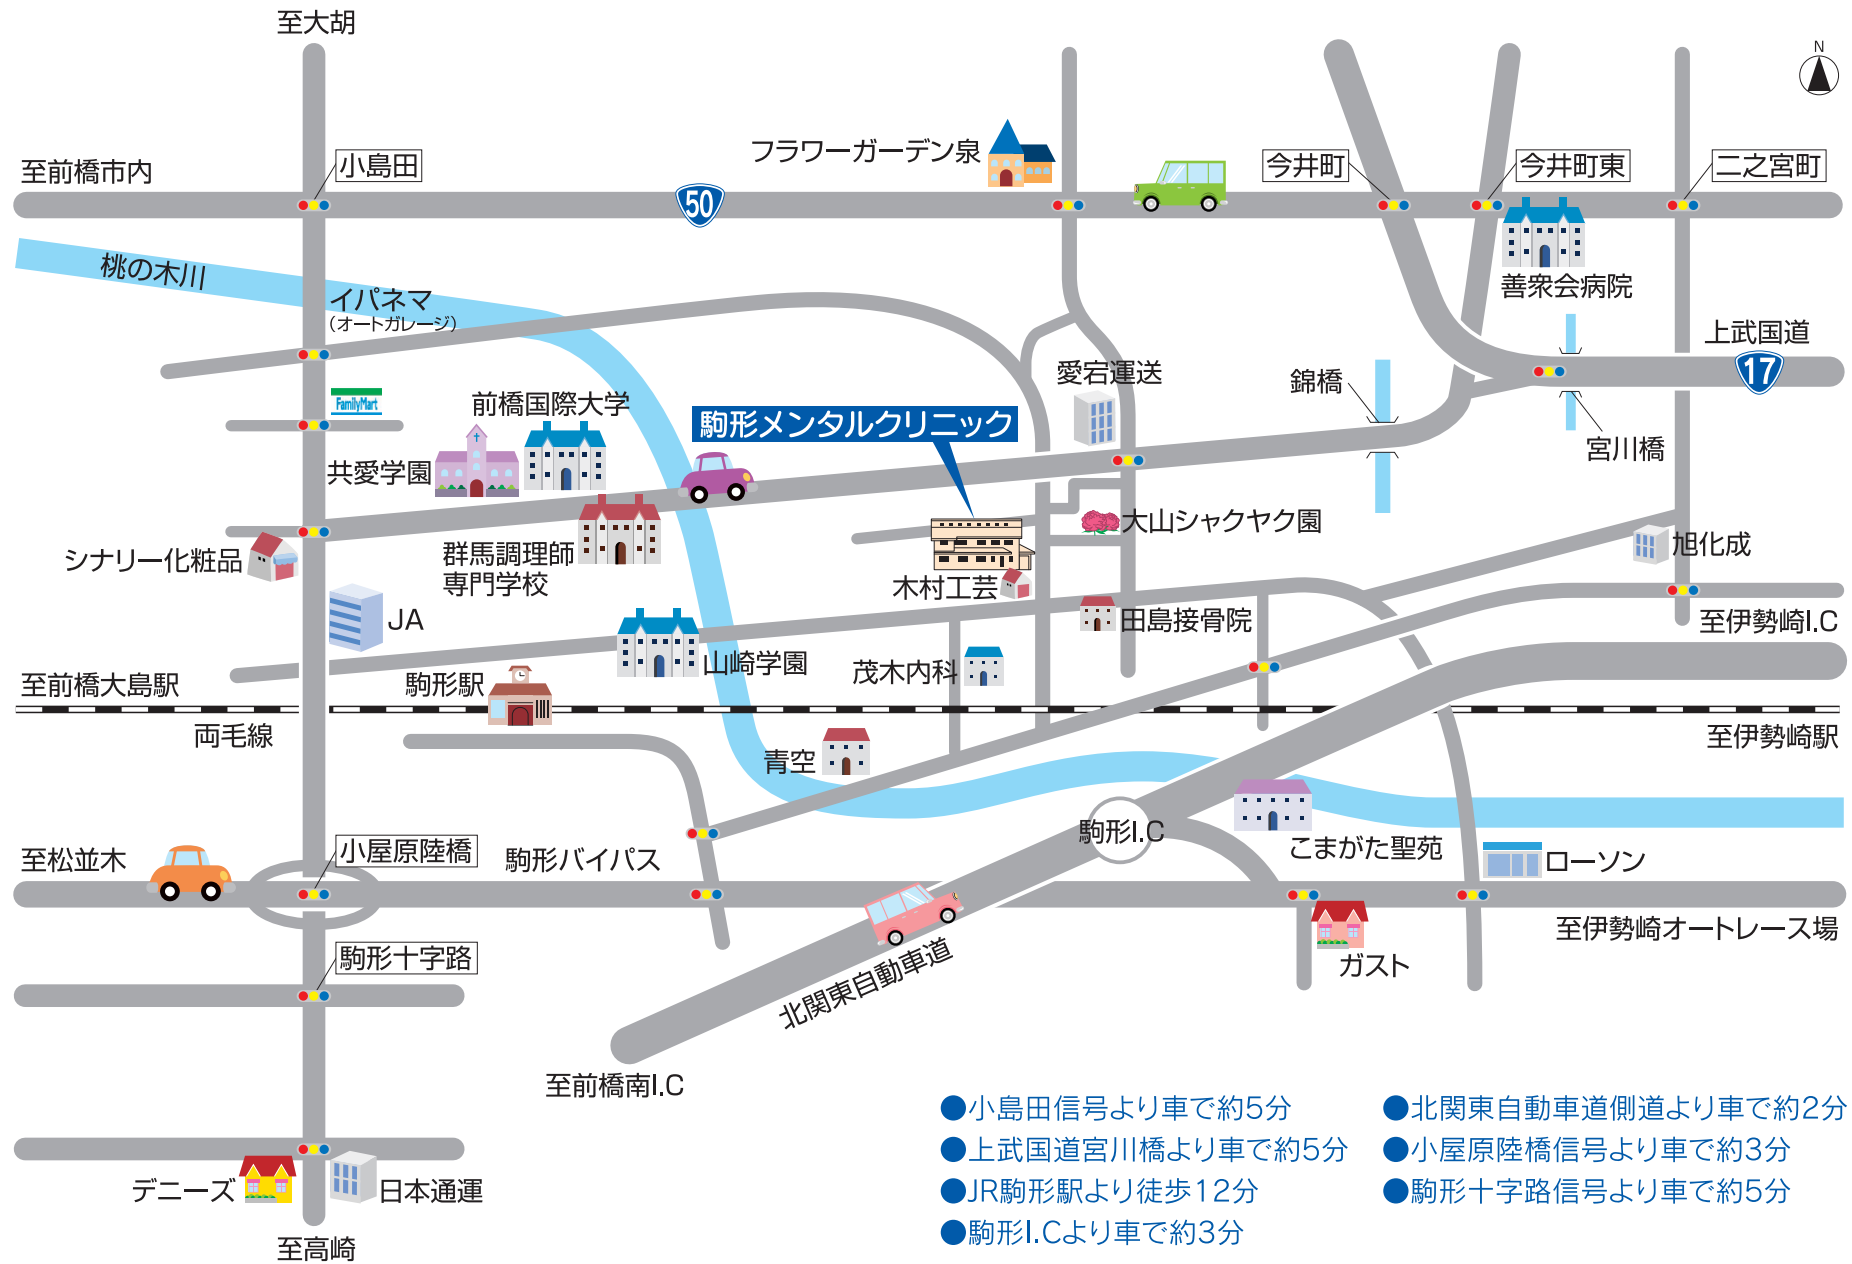 至大胡
N
フラワーガーデン泉
至前橋市内
小島田
今井町
今井町東
二之宮町
50
桃の木川
イパネマ
(オートガレージ)
善衆会病院
上武国道
17
愛宕運送
錦橋
FamilyMart
前橋国際大学
駒形メンタルクリニック
宮川橋
共愛学園
大山シャクヤク園
シナリー化粧品
群馬調理師
専門学校
旭化成
木村工芸
JA
田島接骨院
至伊勢崎I.C
山崎学園
茂木内科
至前橋大島駅
駒形駅
両毛線
至伊勢崎駅
青空
駒形I.C
至松並木
小屋原陸橋
駒形バイパス
こまがた聖苑
ローソン
至伊勢崎オートレース場
駒形十字路
ガスト
北関東自動車道
至前橋南I.C
●小島田信号より車で約5分
●上武国道宮川橋より車で約5分
●JR駒形駅より徒歩12分
●駒形I.Cより車で約3分
●北関東自動車道側道より車で約2分
●小屋原陸橋信号より車で約3分
●駒形十字路信号より車で約5分
デニーズ
日本通運
至高崎